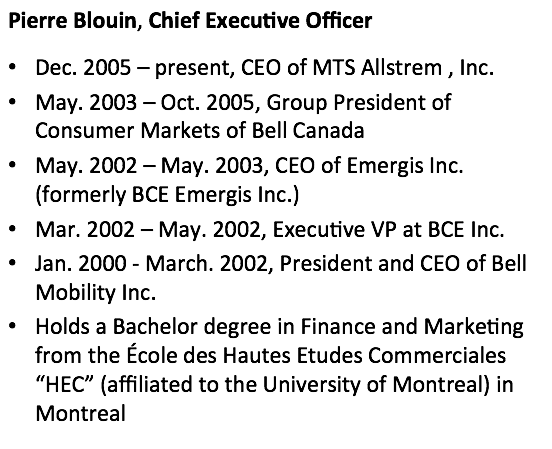 Pierre Blouin, Chief Executive Officer
• Dec. 2005 – present, CEO of MTS Allstrem , Inc.
• May. 2003 – Oct. 2005, Group President of
Consumer Markets of Bell Canada
• May. 2002 – May. 2003, CEO of Emergis Inc.
(formerly BCE Emergis Inc.)
• Mar. 2002 – May. 2002, Executive VP at BCE Inc.
• Jan. 2000 - March. 2002, President and CEO of Bell
Mobility Inc.
• Holds a Bachelor degree in Finance and Marketing
from the École des Hautes Etudes Commerciales
“HEC” (affiliated to the University of Montreal) in
Montreal